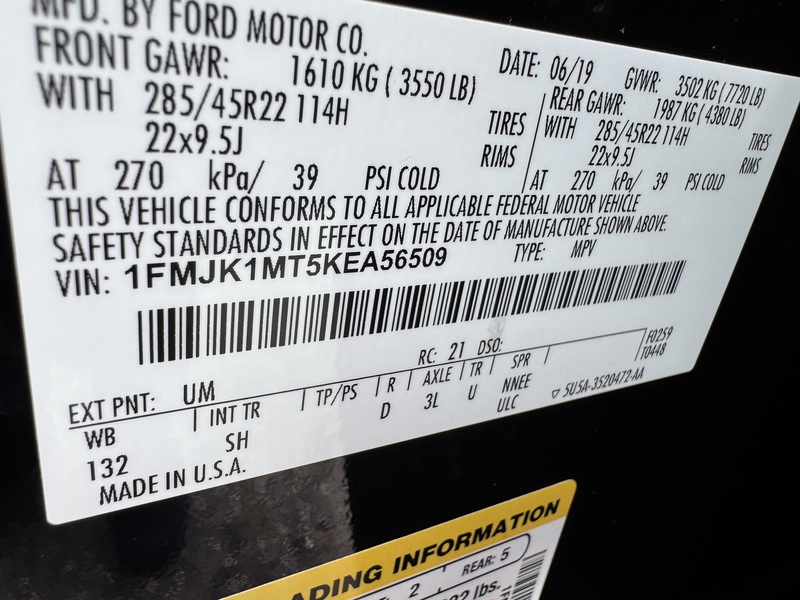 MFD. BY FORD MOTOR CO.
DATE: 06/19 GVWR: 3502 KG ( 7720 LB)
FRONT GAWR: 1610 KG ( 3550 LB)
REAR GAWR: 1987 KG ( 4380 LB)
WITH 285/45R22 114H TIRES
WITH 285/45R22 114H TIRES
22x9.5J RIMS
22x9.5J RIMS
AT 270 kPa/ 39 PSI COLD
AT 270 kPa/ 39 PSI COLD
THIS VEHICLE CONFORMS TO ALL APPLICABLE FEDERAL MOTOR VEHICLE
SAFETY STANDARDS IN EFFECT ON THE DATE OF MANUFACTURE SHOWN ABOVE.
VIN: 1FMJK1MT5KEA56509
TYPE: MPV
F0259
T0448
RC: 21 DSO:
EXT PNT: UM
WB INT TR TP/PS R AXLE TR SPR
132 SH D 3L U NNEE
ULC
▽ 5U5A-3520472-AA
MADE IN U.S.A.
ADING INFORMATION
2 REAR: 5
lbs.